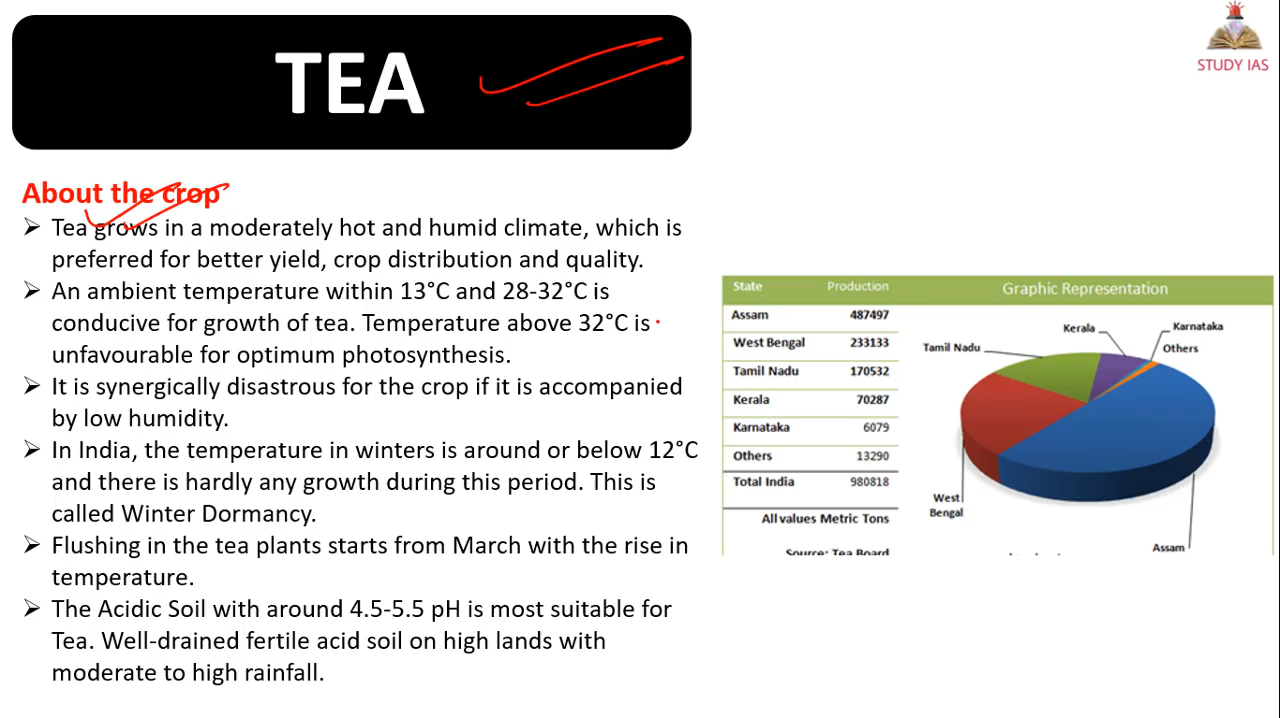 TEA
STUDY IAS
About the crop
Tea grows in a moderately hot and humid climate, which is
preferred for better yield, crop distribution and quality.
An ambient temperature within 13°C and 28-32°C is
conducive for growth of tea. Temperature above 32°C is
unfavourable for optimum photosynthesis.
It is synergically disastrous for the crop if it is accompanied
by low humidity.
In India, the temperature in winters is around or below 12°C
and there is hardly any growth during this period. This is
called Winter Dormancy.
Flushing in the tea plants starts from March with the rise in
temperature.
The Acidic Soil with around 4.5-5.5 pH is most suitable for
Tea. Well-drained fertile acid soil on high lands with
moderate to high rainfall.
State Production
Assam 487497
West Bengal 233133
Tamil Nadu 170532
Kerala 70287
Karnataka 6079
Others 13290
Total India 980818
All values Metric Tons
Source: Tea Board
Graphic Representation
Kerala
Karnataka
Others
Tamil Nadu
West
Bengal
Assam